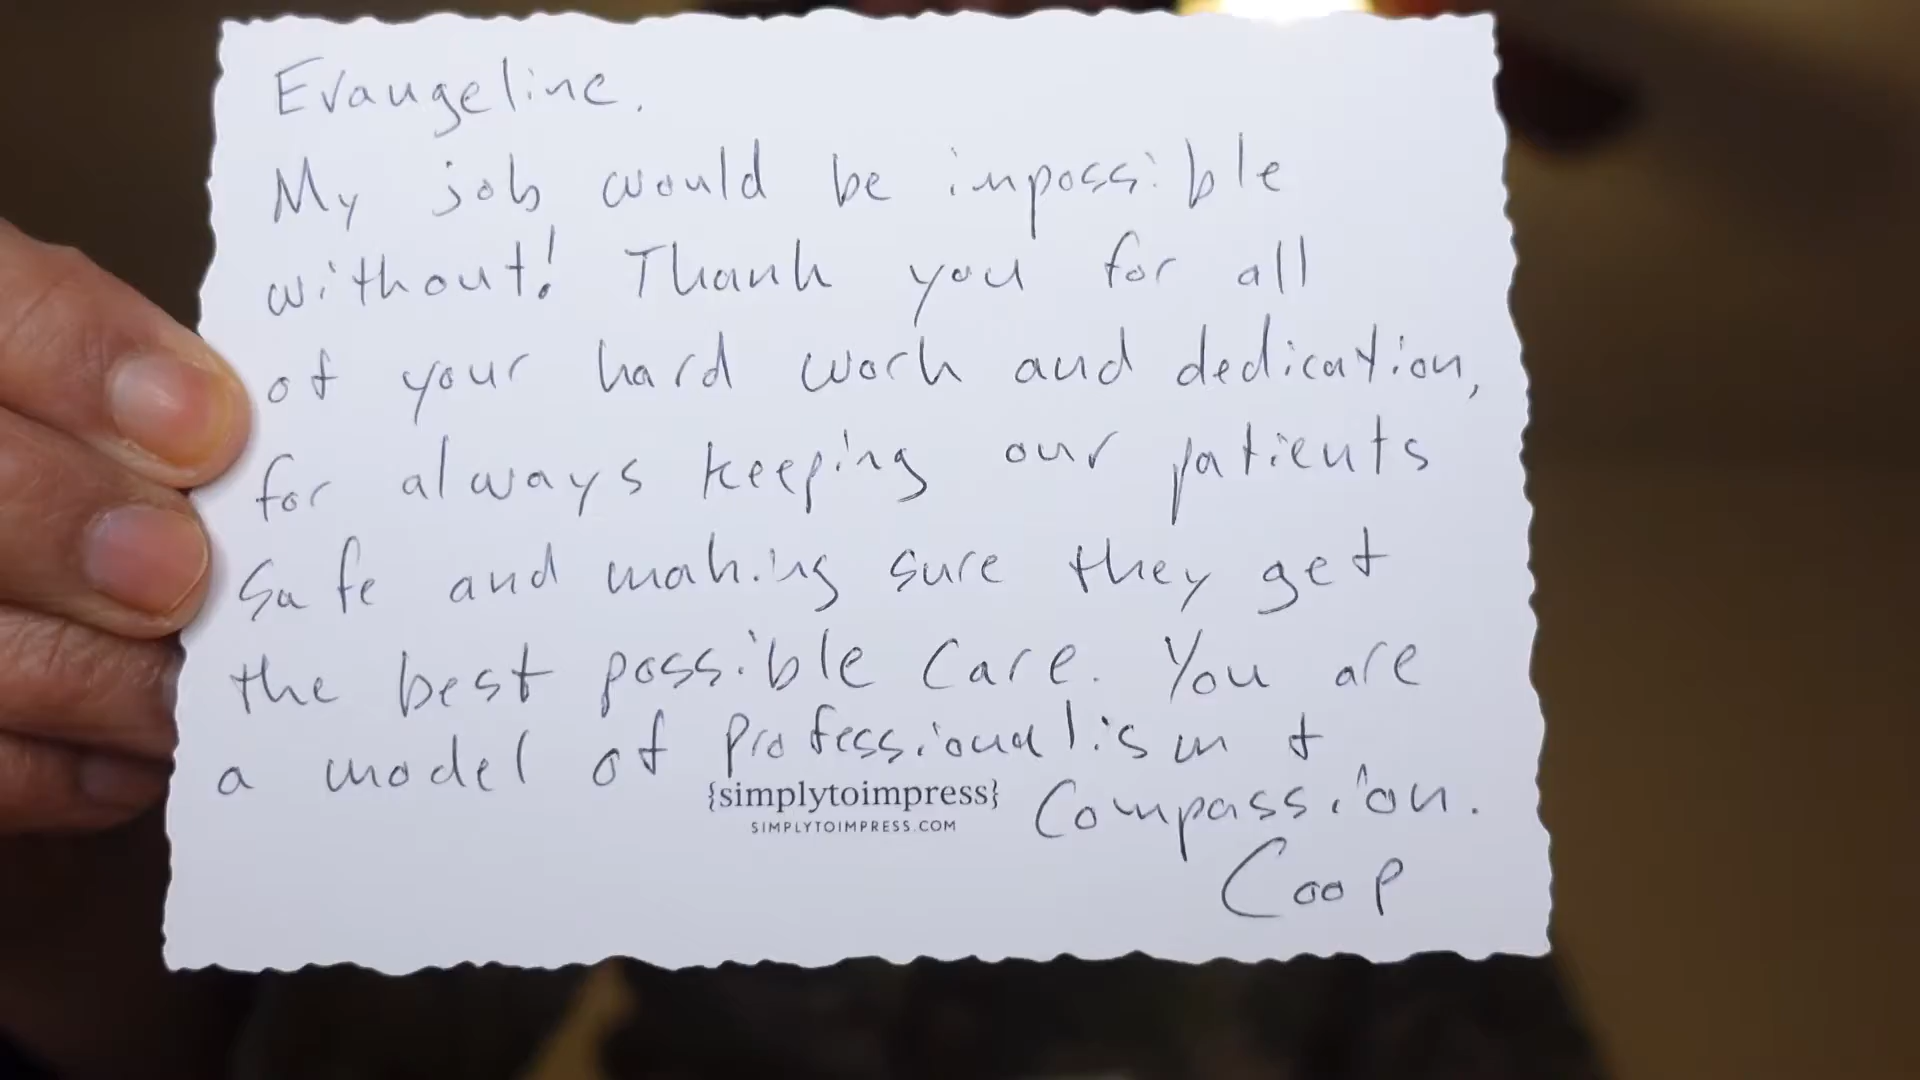 Evangeline.
My job would be impossible
without! Thank you for all
of your hard work and dedication,
for always keeping our patients
safe and making sure they get
the best possible care. You are
a model of professionalism +
compassion.
{simplytoimpress}
SIMPLYTOIMPRESS.COM
Coop